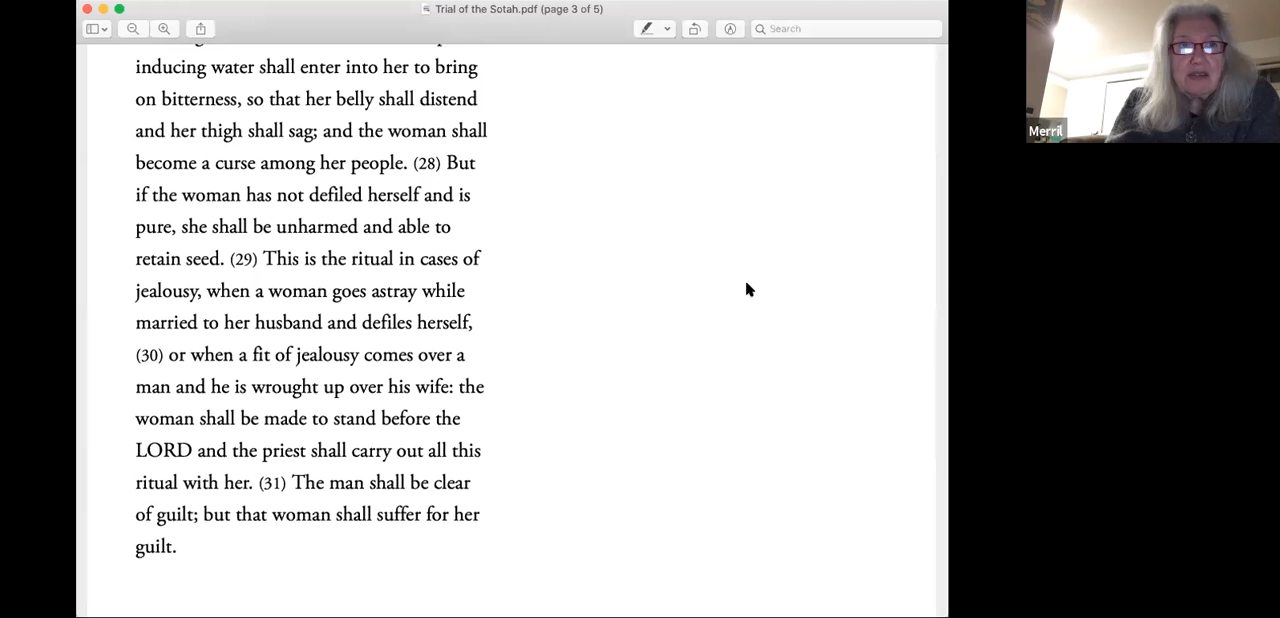 Trial of the Sotah.pdf (page 3 of 5)
Search
inducing water shall enter into her to bring
on bitterness, so that her belly shall distend
and her thigh shall sag; and the woman shall
become a curse among her people. (28) But
if the woman has not defiled herself and is
pure, she shall be unharmed and able to
retain seed. (29) This is the ritual in cases of
jealousy, when a woman goes astray while
married to her husband and defiles herself,
(30) or when a fit of jealousy comes over a
man and he is wrought up over his wife: the
woman shall be made to stand before the
LORD and the priest shall carry out all this
ritual with her. (31) The man shall be clear
of guilt; but that woman shall suffer for her
guilt.
Merril